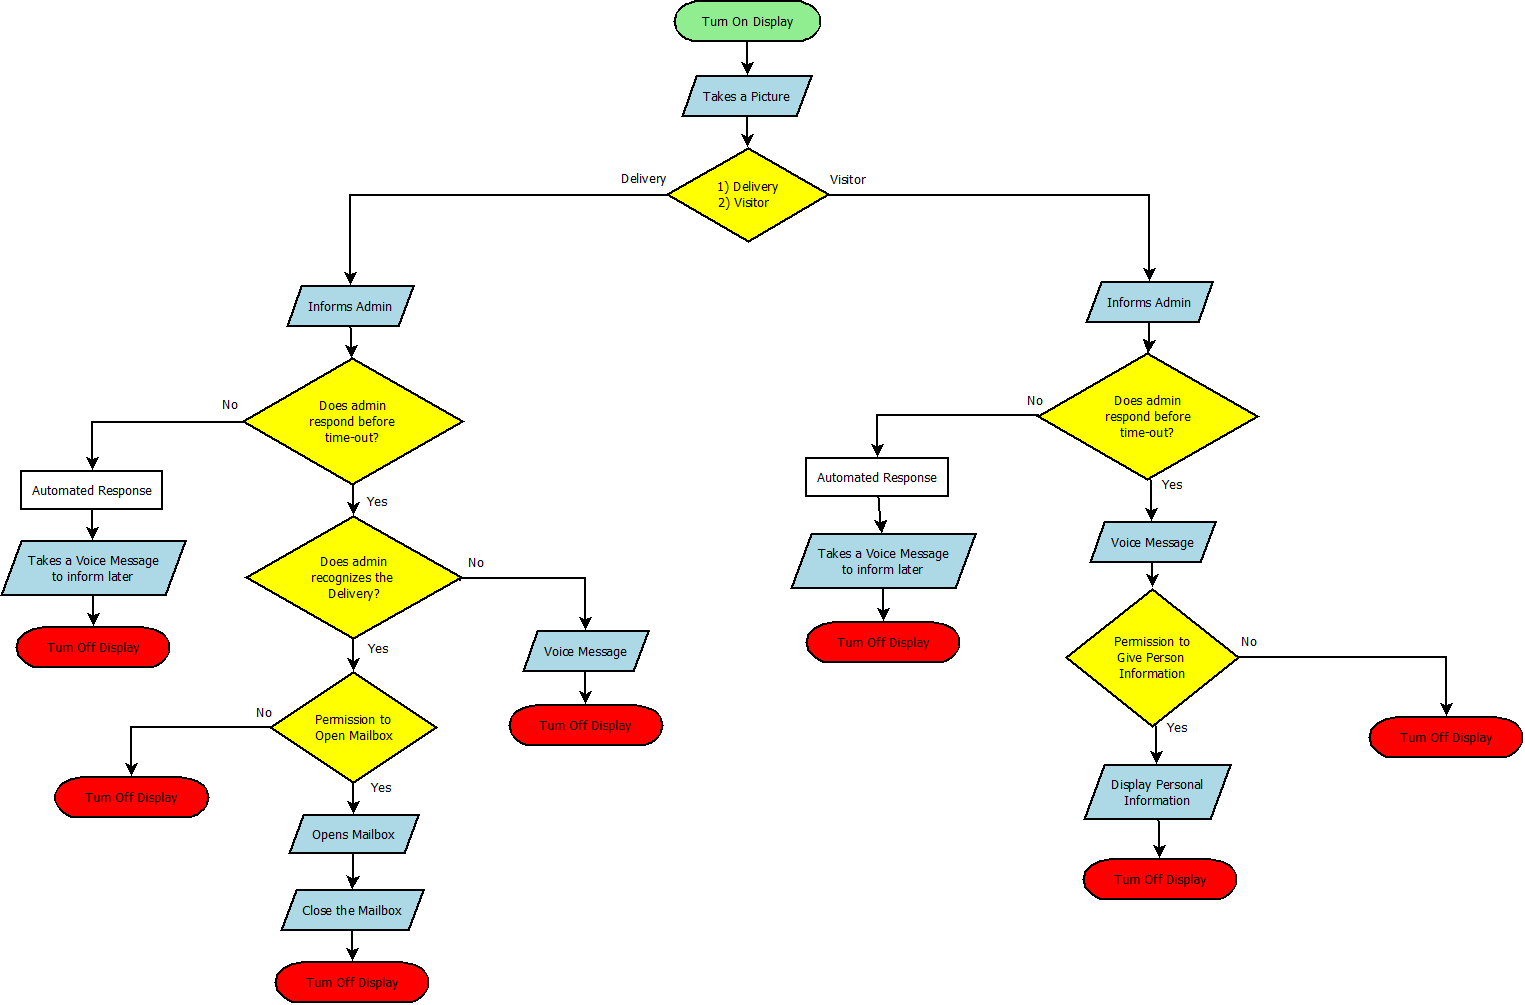 Turn On Display
Takes a Picture
Delivery
1) Delivery
2) Visitor
Visitor
Informs Admin
Does admin
respond before
time-out?
No
Automated Response
Takes a Voice Message
to inform later
Turn Off Display
Yes
Does admin
recognizes the
Delivery?
No
Voice Message
Turn Off Display
Yes
Permission to
Open Mailbox
No
Turn Off Display
Yes
Opens Mailbox
Close the Mailbox
Turn Off Display
Informs Admin
Does admin
respond before
time-out?
No
Automated Response
Takes a Voice Message
to inform later
Turn Off Display
Yes
Voice Message
Permission to
Give Person
Information
No
Turn Off Display
Yes
Display Personal
Information
Turn Off Display